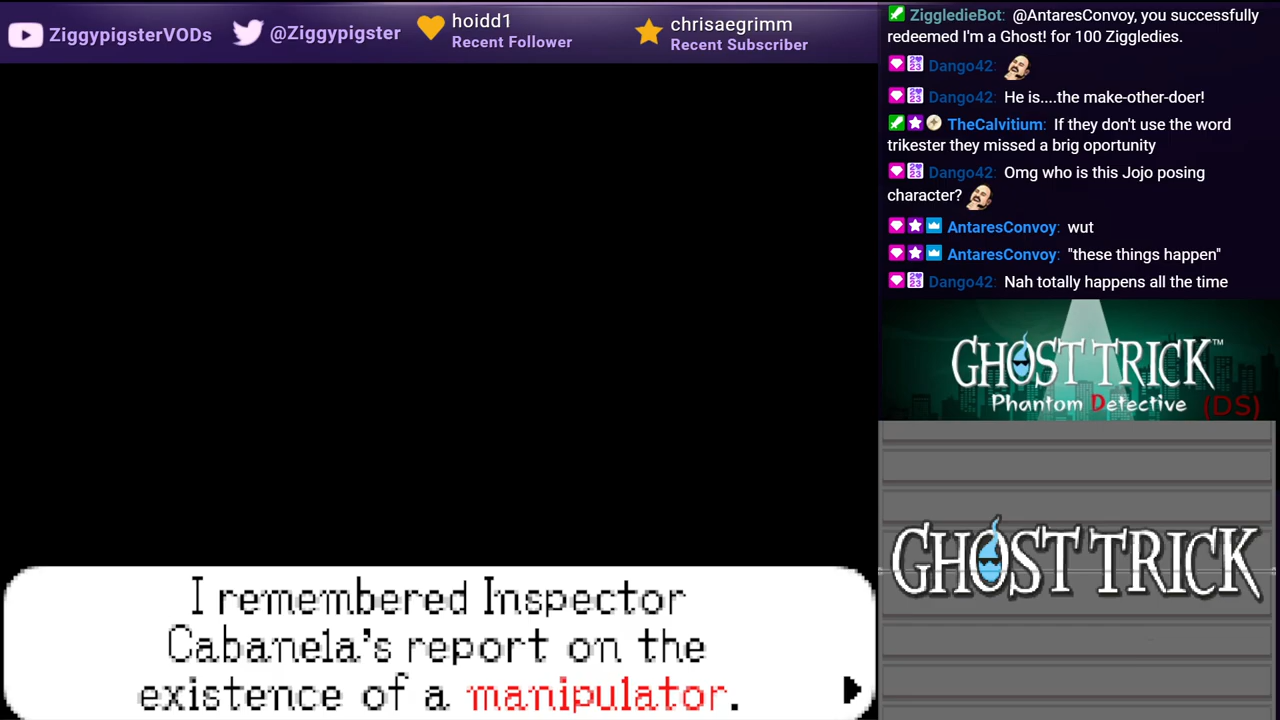 ZiggypigsterVODs
@Ziggypigster
hoidd1
Recent Follower
chrisaegrimm
Recent Subscriber
ZiggledieBot: @AntaresConvoy, you successfully
redeemed I'm a Ghost! for 100 Ziggledies.
Dango42:
Dango42: He is....the make-other-doer!
TheCalvitium: If they don't use the word
trikester they missed a brig oportunity
Dango42: Omg who is this Jojo posing
character?
AntaresConvoy: wut
AntaresConvoy: "these things happen"
Dango42: Nah totally happens all the time
GHOST TRICK™
Phantom Detective (DS)
GHOST TRICK
I remembered Inspector
Cabanela's report on the
existence of a manipulator.